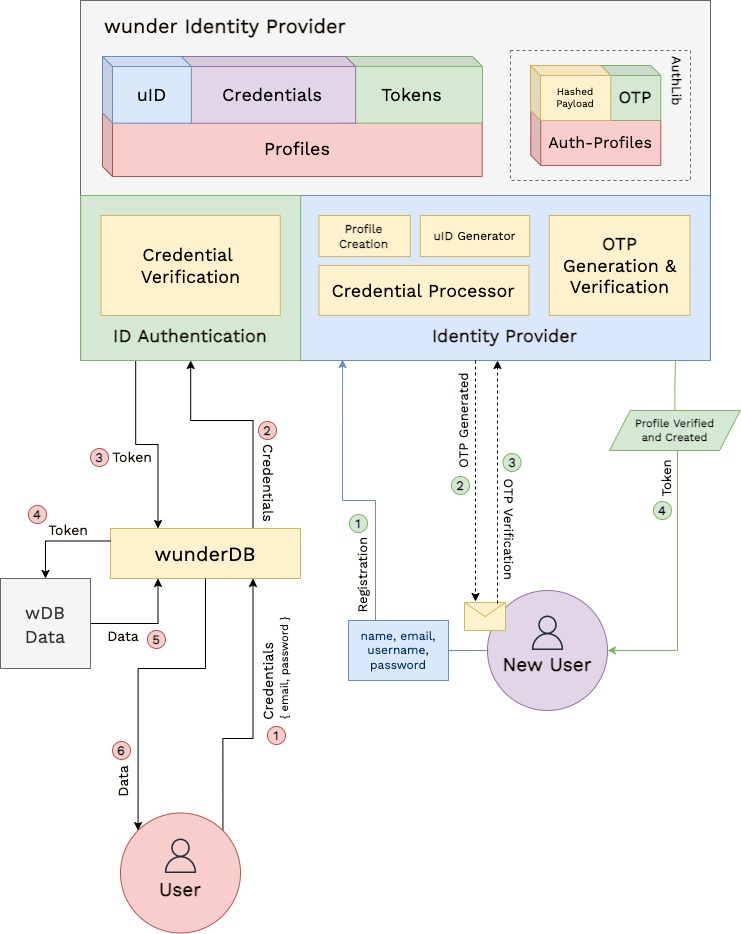 wunder Identity Provider
uID
Credentials
Tokens
Profiles
AuthLib
Hashed
Payload
OTP
Auth-Profiles
Credential
Verification
ID Authentication
Profile
Creation
uID Generator
Credential Processor
OTP
Generation &
Verification
Identity Provider
3 Token
2
Credentials
4
Token
wunderDB
wDB
Data
Data 5
Credentials
{ email, password }
1
6
Data
User
1
Registration
OTP Generated
2
3
OTP Verification
Profile Verified
and Created
Token
4
name, email,
username,
password
New User